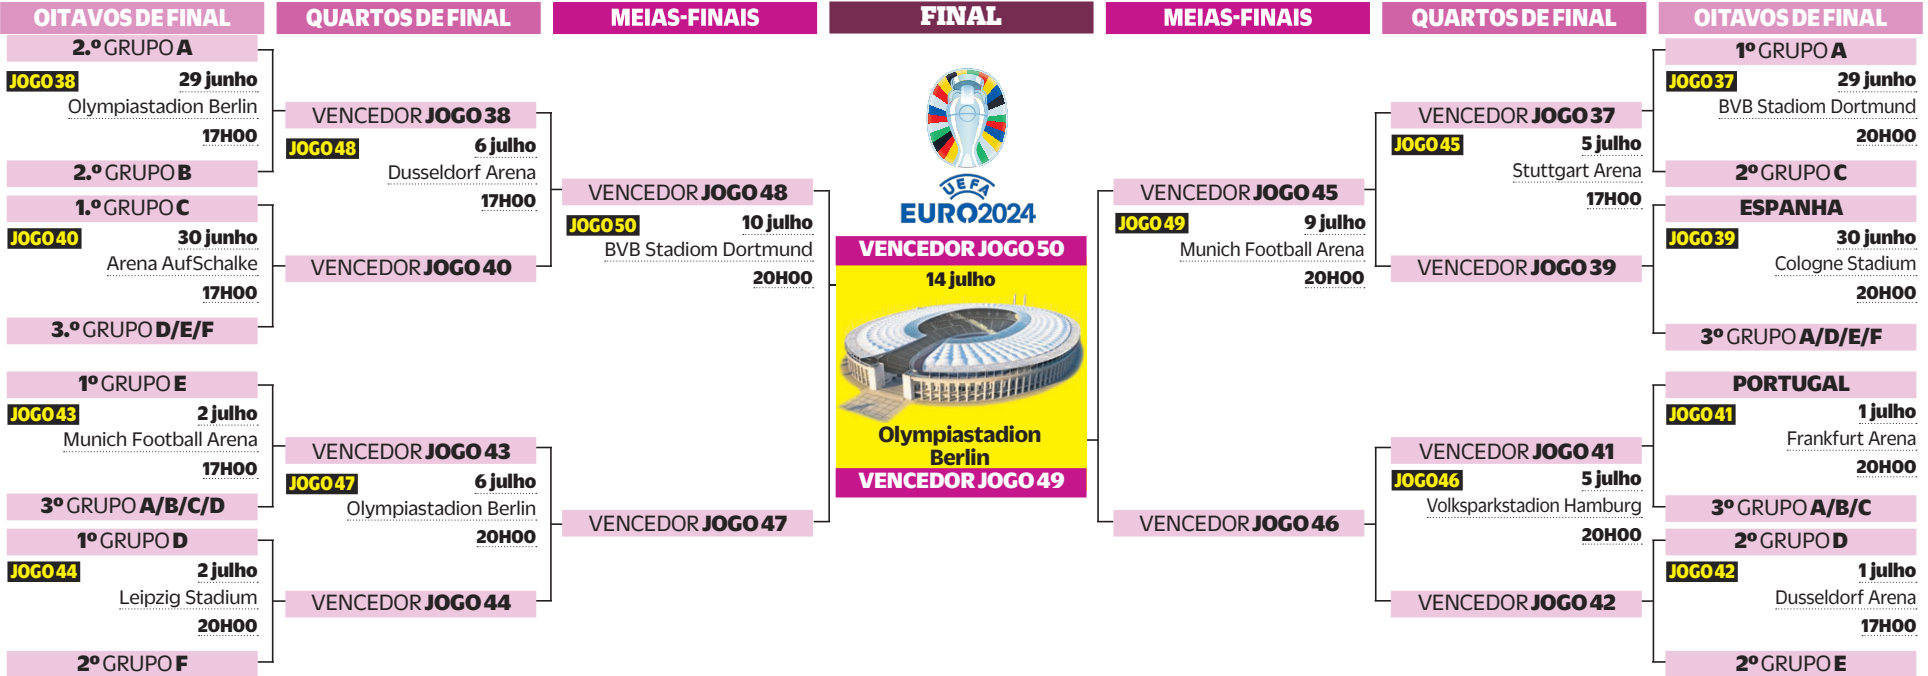 OITAVOS DE FINAL
2.º GRUPO A
JOGO 38 29 junho
Olympiastadion Berlin
17H00
2.º GRUPO B
1.º GRUPO C
JOGO 40 30 junho
Arena AufSchalke
17H00
3.º GRUPO D/E/F
1º GRUPO E
JOGO 43 2 julho
Munich Football Arena
17H00
3º GRUPO A/B/C/D
1º GRUPO D
JOGO 44 2 julho
Leipzig Stadium
20H00
2º GRUPO F
QUARTOS DE FINAL
VENCEDOR JOGO 38
JOGO 48 6 julho
Dusseldorf Arena
17H00
VENCEDOR JOGO 40
VENCEDOR JOGO 43
JOGO 47 6 julho
Olympiastadion Berlin
20H00
VENCEDOR JOGO 44
MEIAS-FINAIS
VENCEDOR JOGO 48
JOGO 50 10 julho
BVB Stadiom Dortmund
20H00
VENCEDOR JOGO 47
FINAL
UEFA
EURO2024
VENCEDOR JOGO 50
14 julho
Olympiastadion
Berlin
VENCEDOR JOGO 49
MEIAS-FINAIS
VENCEDOR JOGO 45
JOGO 49 9 julho
Munich Football Arena
20H00
VENCEDOR JOGO 46
QUARTOS DE FINAL
VENCEDOR JOGO 37
JOGO 45 5 julho
Stuttgart Arena
17H00
VENCEDOR JOGO 39
VENCEDOR JOGO 41
JOGO46 5 julho
Volksparkstadion Hamburg
20H00
VENCEDOR JOGO 42
OITAVOS DE FINAL
1º GRUPO A
JOGO 37 29 junho
BVB Stadiom Dortmund
20H00
2º GRUPO C
ESPANHA
JOGO 39 30 junho
Cologne Stadium
20H00
3º GRUPO A/D/E/F
PORTUGAL
JOGO 41 1 julho
Frankfurt Arena
20H00
3º GRUPO A/B/C
2º GRUPO D
JOGO 42 1 julho
Dusseldorf Arena
17H00
2º GRUPO E